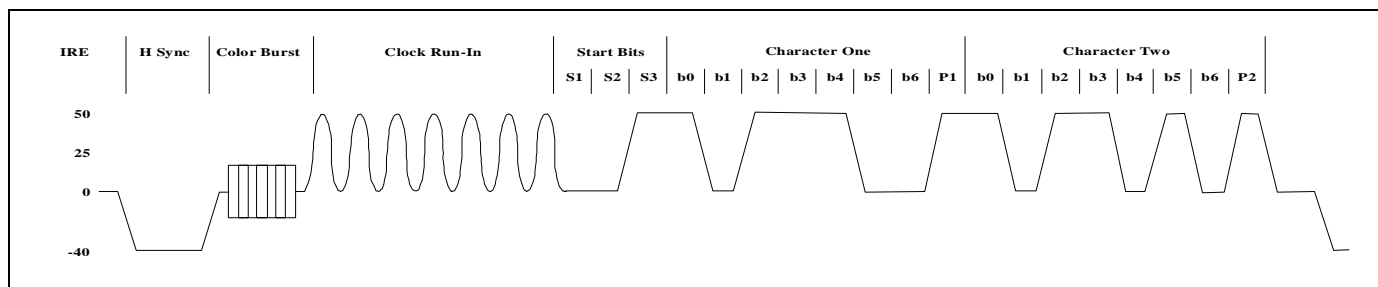 IRE H Sync Color Burst Clock Run-In Start Bits Character One Character Two
S1 S2 S3 b0 b1 b2 b3 b4 b5 b6 P1 b0 b1 b2 b3 b4 b5 b6 P2
50
25
0
-40